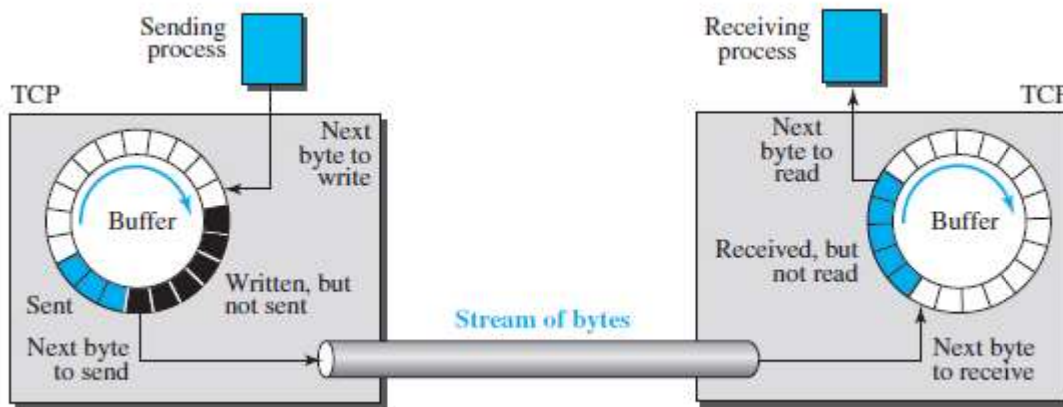 Sending
process
TCP
Next
byte to
write
Buffer
Sent
Written, but
not sent
Next byte
to send
Stream of bytes
Receiving
process
TCP
Next
byte to
read
Buffer
Received, but
not read
Next byte
to receive